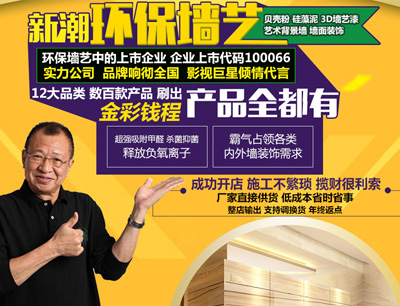 新潮环保墙艺
贝壳粉 硅藻泥 3D墙艺漆
艺术背景墙 墙面装饰
环保墙艺中的上市企业 企业上市代码100066
实力公司 品牌响彻全国 影视巨星倾情代言
12大品类 数百款产品 刷出
金彩钱程 产品全都有
超强吸附甲醛 杀菌抑菌
释放负氧离子
霸气占领各类
内外墙装饰需求
成功开店 施工不繁琐 揽财很利索
厂家直接供货 低成本省时省事
整店输出 支持调换货 年终返点